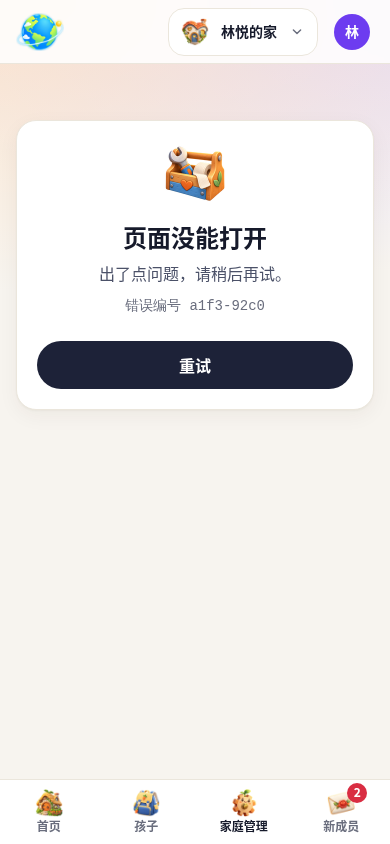 林悦的家
林
页面没能打开
出了点问题，请稍后再试。
错误编号 a1f3-92c0
重试
2
首页
孩子
家庭管理
新成员